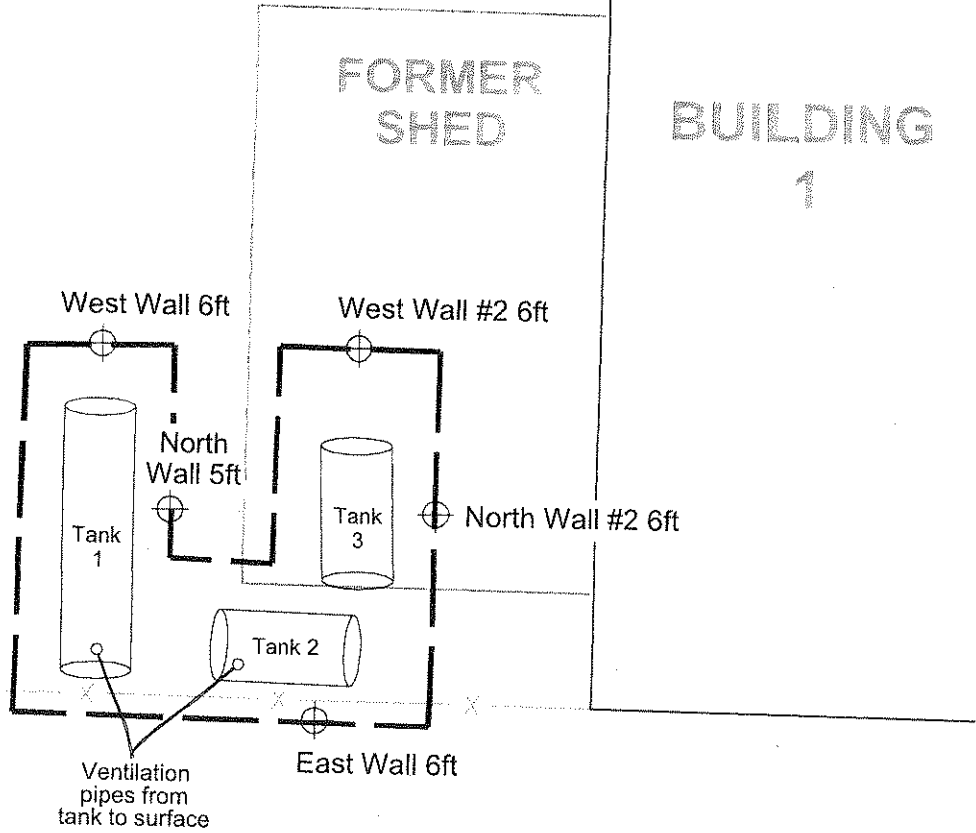 FORMER
SHED
BUILDING
1
West Wall 6ft
West Wall #2 6ft
North
Wall 5ft
Tank
1
Tank
3
North Wall #2 6ft
Tank 2
X
X
X
East Wall 6ft
Ventilation
pipes from
tank to surface